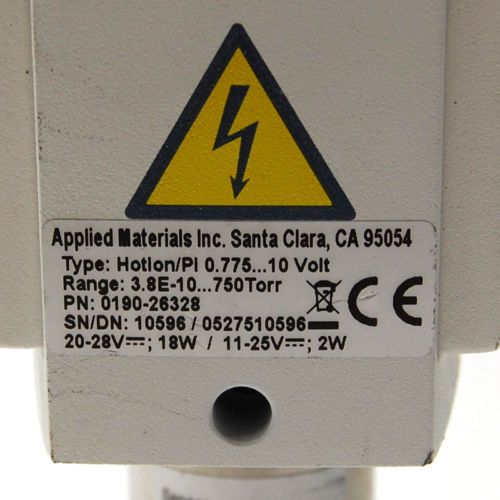 Applied Materials Inc. Santa Clara, CA 95054
Type: HotIon/PI 0.775...10 Volt
Range: 3.8E-10...750Torr
PN: 0190-26328
SN/DN: 10596 / 0527510596
20-28V⎓; 18W / 11-25V⎓; 2W
CE